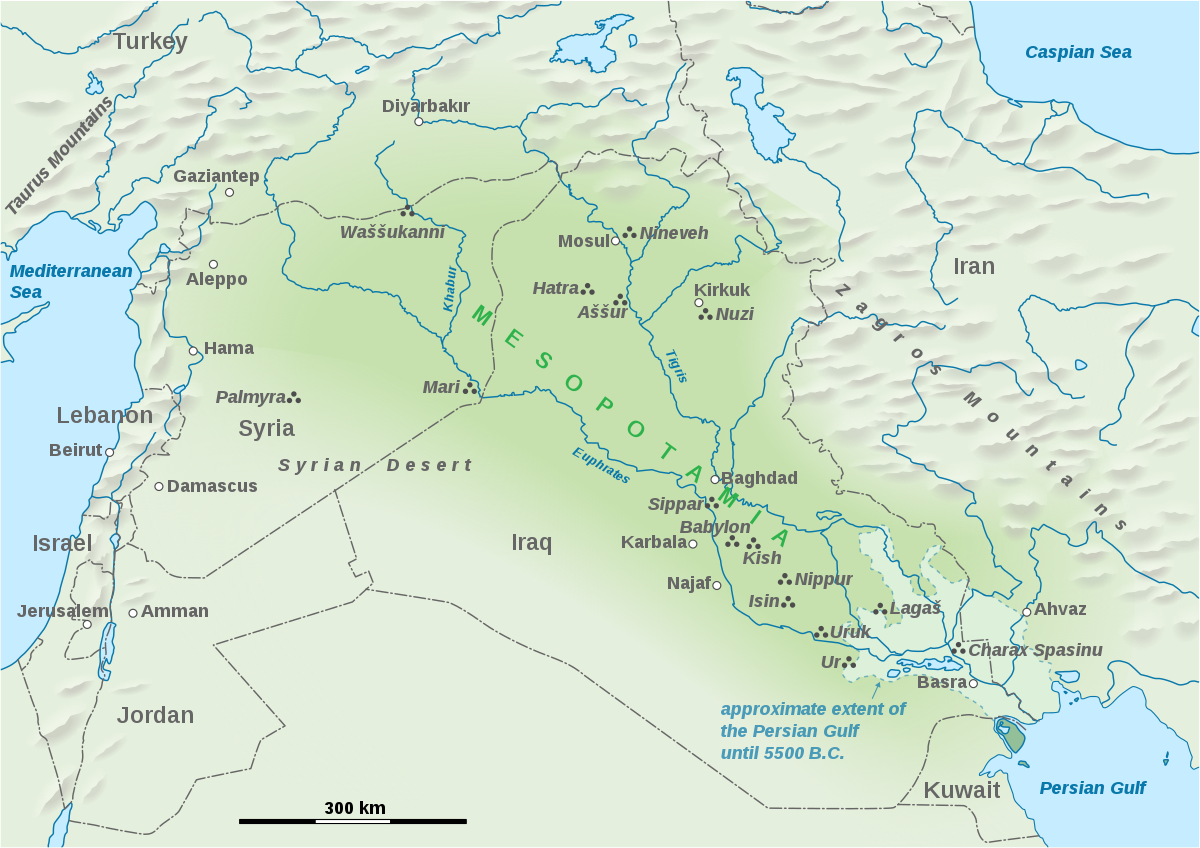 Turkey
Caspian Sea
Diyarbakır
Taurus Mountains
Gaziantep
Waššukanni
Mosul
Nineveh
Mediterranean
Sea
Aleppo
Iran
Khabur
Hatra
Aššur
Kirkuk
Nuzi
Zagros Mountains
MESOPOTAMIA
Hama
Tigris
Mari
Palmyra
Lebanon
Syria
Beirut
Syrian Desert
Euphrates
Baghdad
Damascus
Sippar
Babylon
Israel
Iraq
Karbala
Kish
Najaf
Nippur
Isin
Jerusalem
Amman
Lagaš
Ahvaz
Uruk
Charax Spasinu
Ur
Basra
Jordan
approximate extent of
the Persian Gulf
until 5500 B.C.
Kuwait
Persian Gulf
300 km